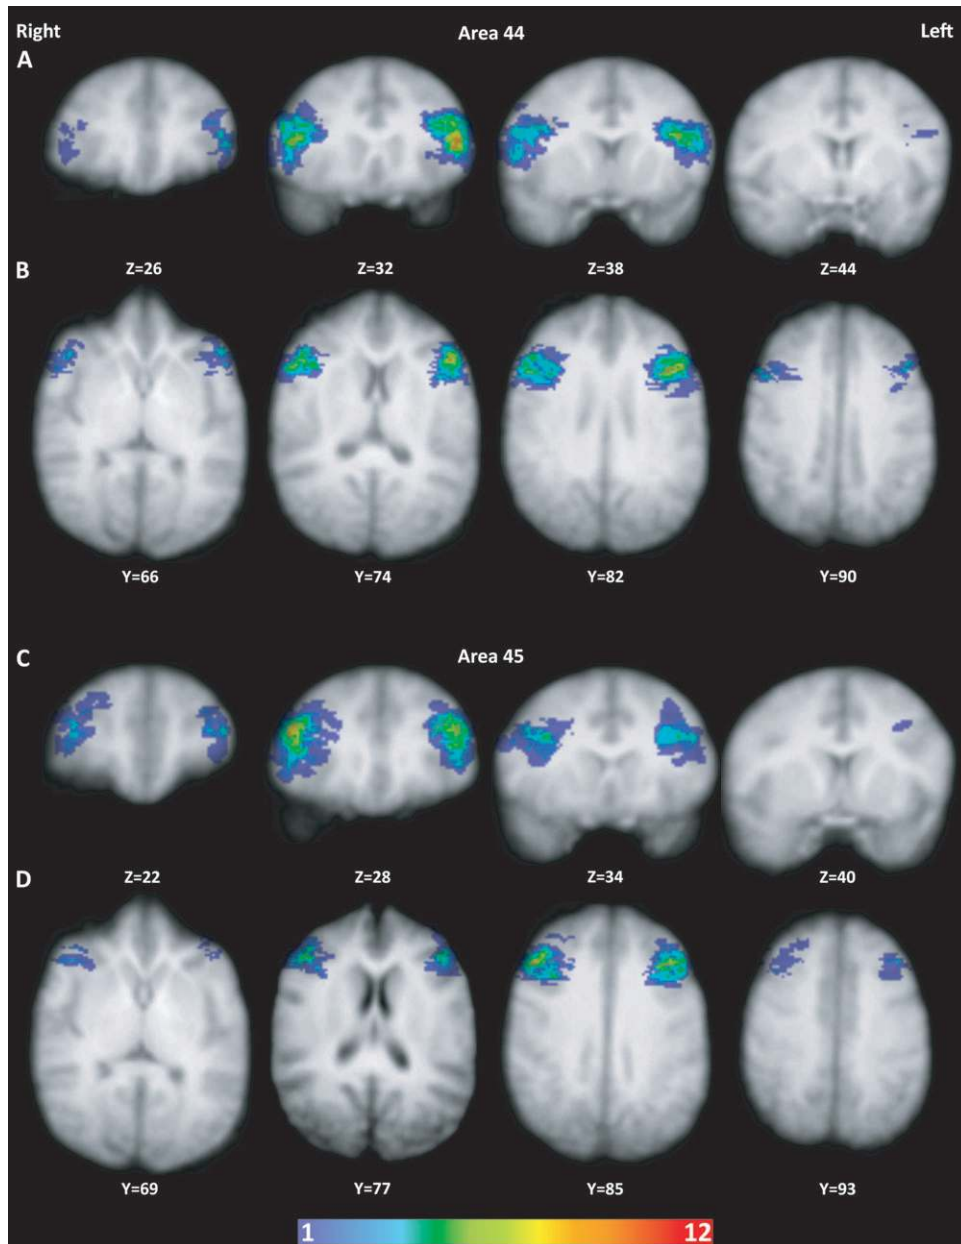 Right Area 44 Left
A
Z=26 Z=32 Z=38 Z=44
B
Y=66 Y=74 Y=82 Y=90
C Area 45
Z=22 Z=28 Z=34 Z=40
D
Y=69 Y=77 Y=85 Y=93
1 12